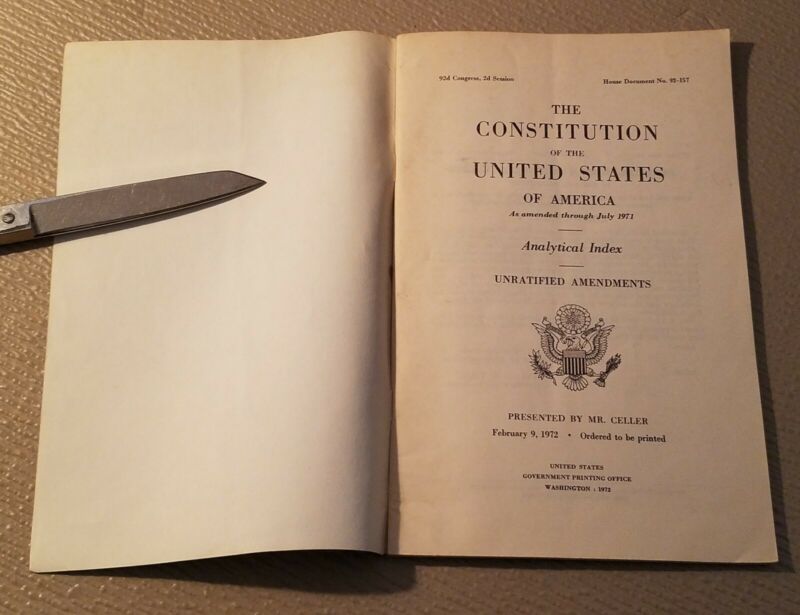 92d Congress, 2d Session House Document No. 92-157
THE
CONSTITUTION
OF THE
UNITED STATES
OF AMERICA
As amended through July 1971
Analytical Index
UNRATIFIED AMENDMENTS
PRESENTED BY MR. CELLER
February 9, 1972 • Ordered to be printed
UNITED STATES
GOVERNMENT PRINTING OFFICE
WASHINGTON : 1972